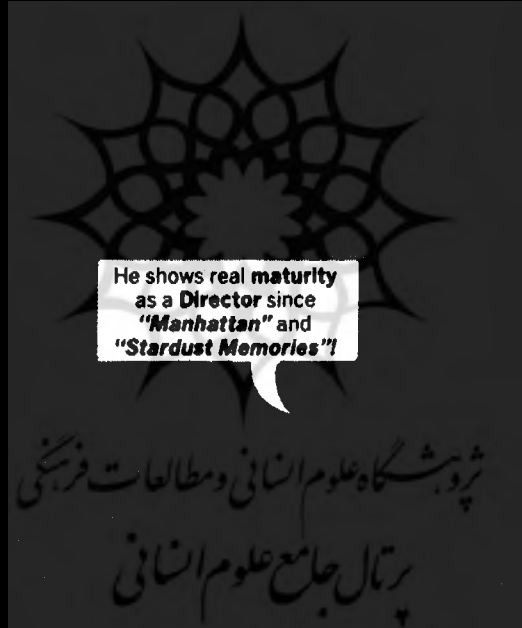 He shows real maturity
as a Director since
"Manhattan" and
"Stardust Memories"!
پژوهشگاه علوم انسانی و مطالعات فرهنگی
پرتال جامع علوم انسانی